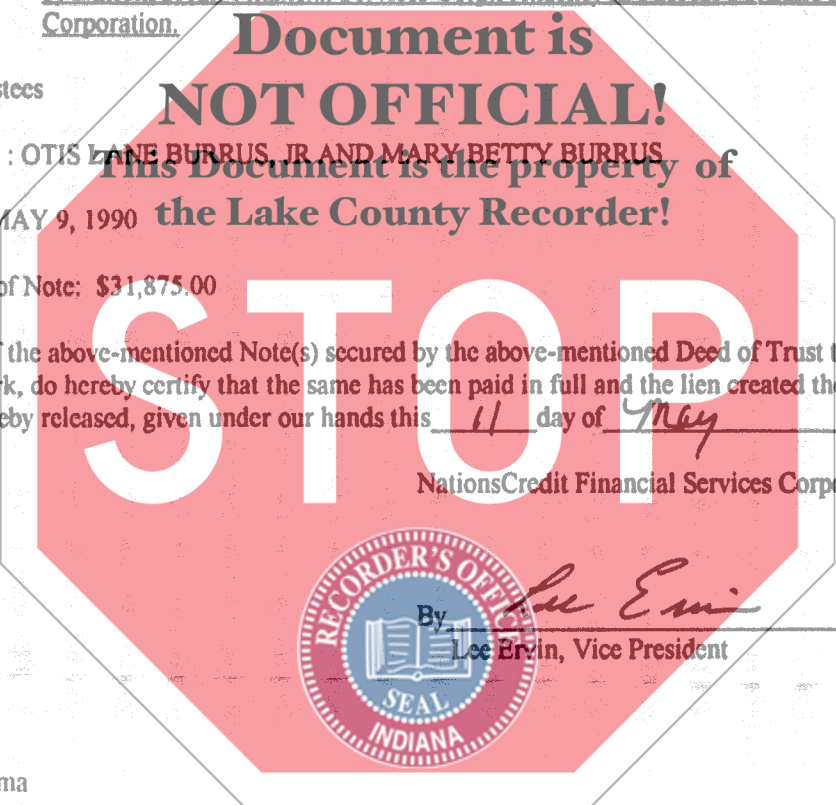 Corporation.
Document is
stees
NOT OFFICIAL!
: OTIS LANE BURRUS, JR AND MARY BETTY BURRUS
This Document is the property of
MAY 9, 1990
the Lake County Recorder!
of Note: $31,875.00
STOP
f the above-mentioned Note(s) secured by the above-mentioned Deed of Trust t
rk, do hereby certify that the same has been paid in full and the lien created the
eby released, given under our hands this 11 day of May
NationsCredit Financial Services Corpo
RECORDER'S OFFICE
SEAL
INDIANA
Lee Ervin
By
Lee Ervin, Vice President
ma